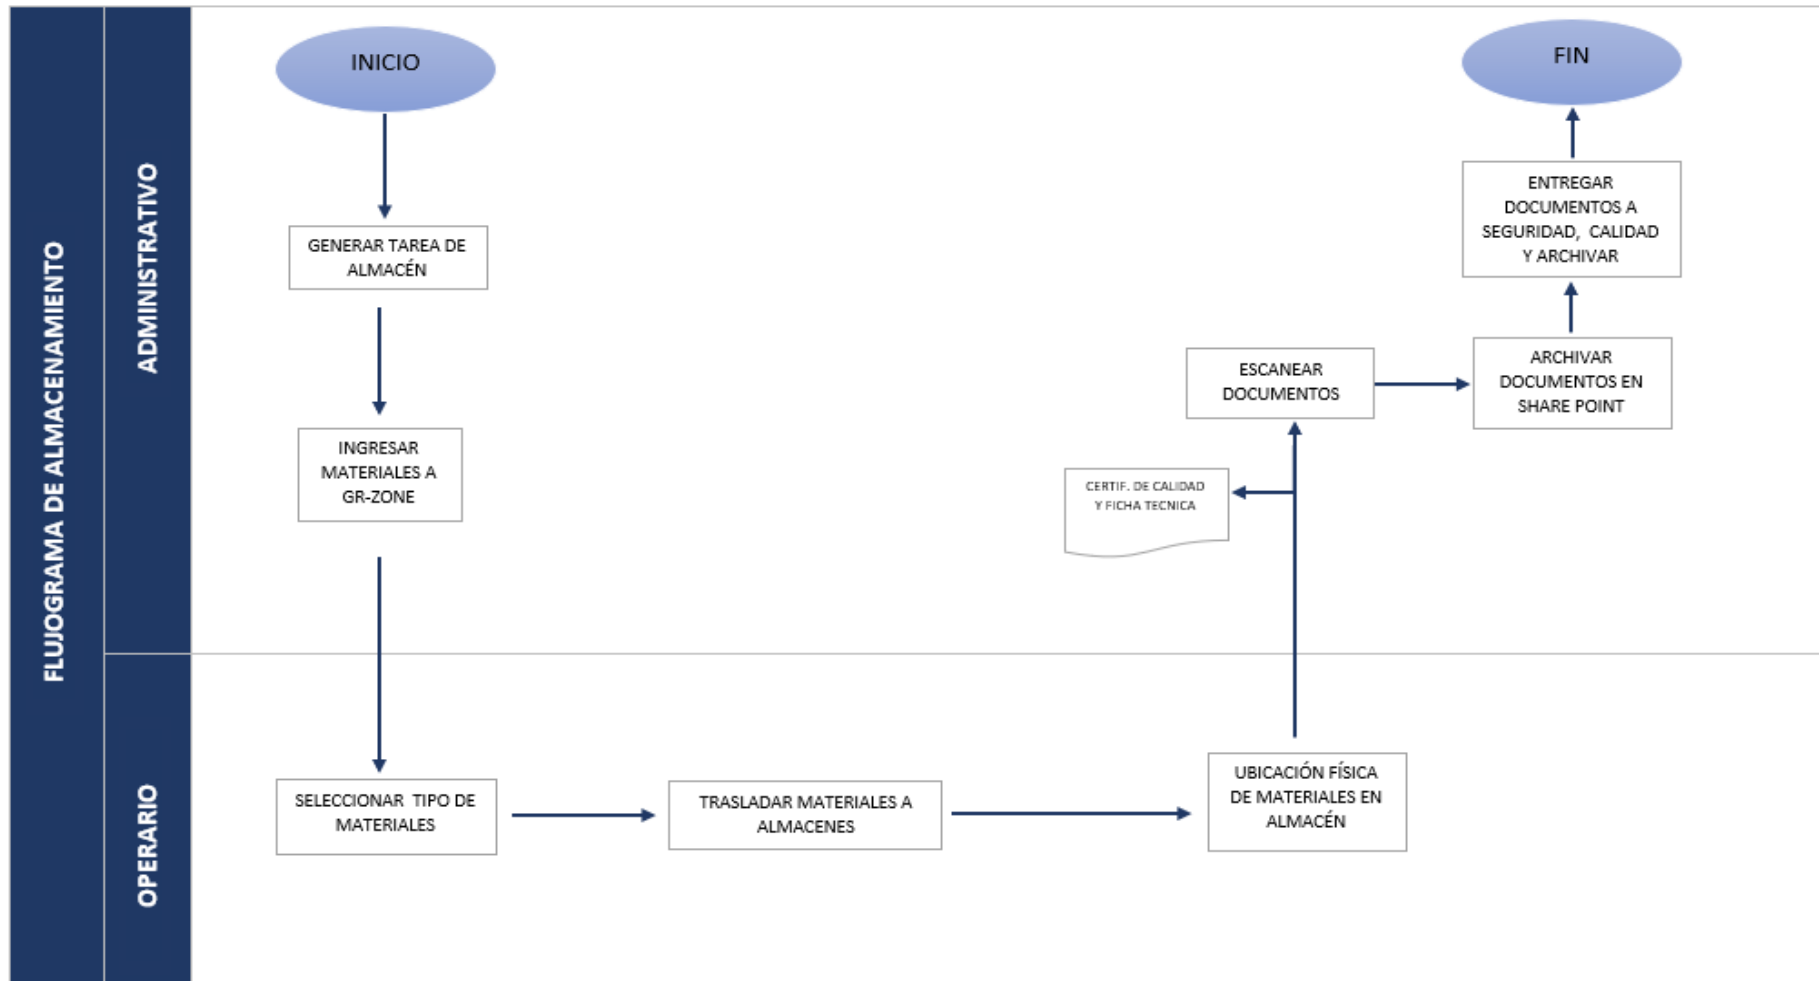 FLUJOGRAMA DE ALMACENAMIENTO
ADMINISTRATIVO
INICIO
GENERAR TAREA DE
ALMACÉN
INGRESAR
MATERIALES A
GR-ZONE
OPERARIO
SELECCIONAR TIPO DE
MATERIALES
TRASLADAR MATERIALES A
ALMACENES
UBICACIÓN FÍSICA
DE MATERIALES EN
ALMACÉN
CERTIF. DE CALIDAD
Y FICHA TECNICA
ESCANEAR
DOCUMENTOS
ARCHIVAR
DOCUMENTOS EN
SHARE POINT
ENTREGAR
DOCUMENTOS A
SEGURIDAD, CALIDAD
Y ARCHIVAR
FIN